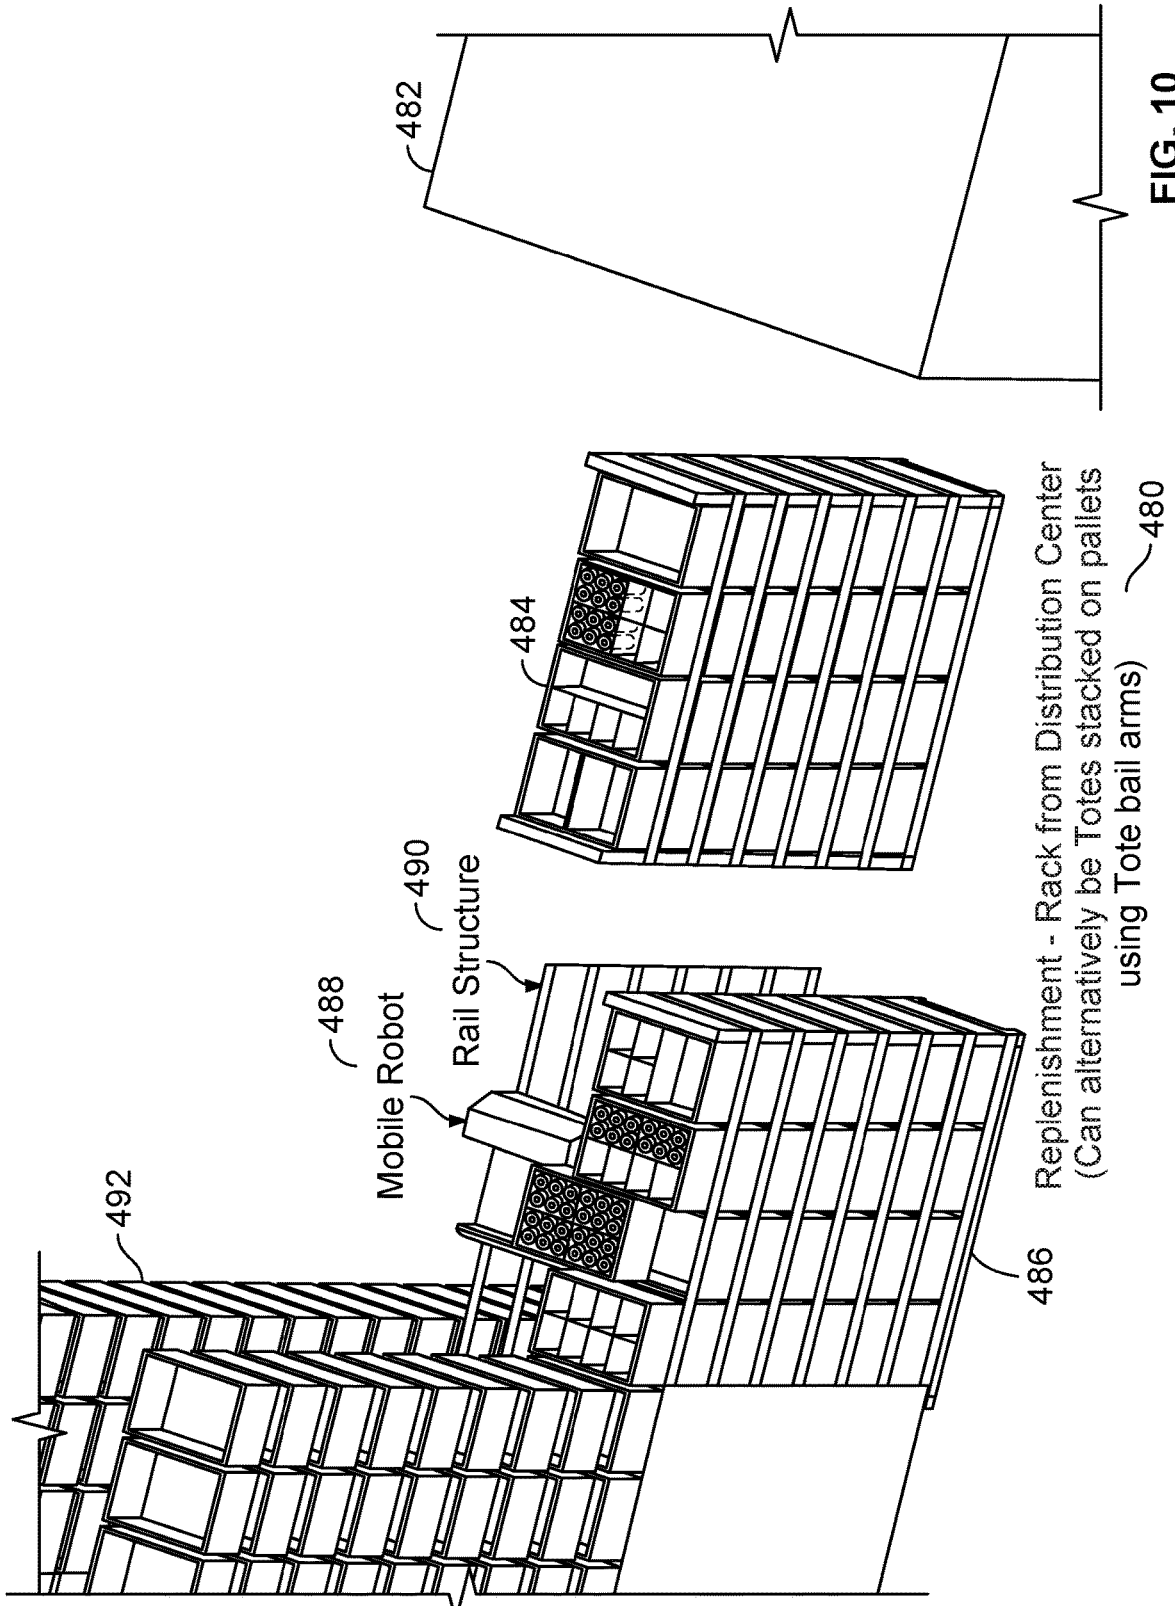 492
488
Mobile Robot
490
Rail Structure
484
482
486
Replenishment - Rack from Distribution Center
(Can alternatively be Totes stacked on pallets
using Tote bail arms)
480
FIG. 10